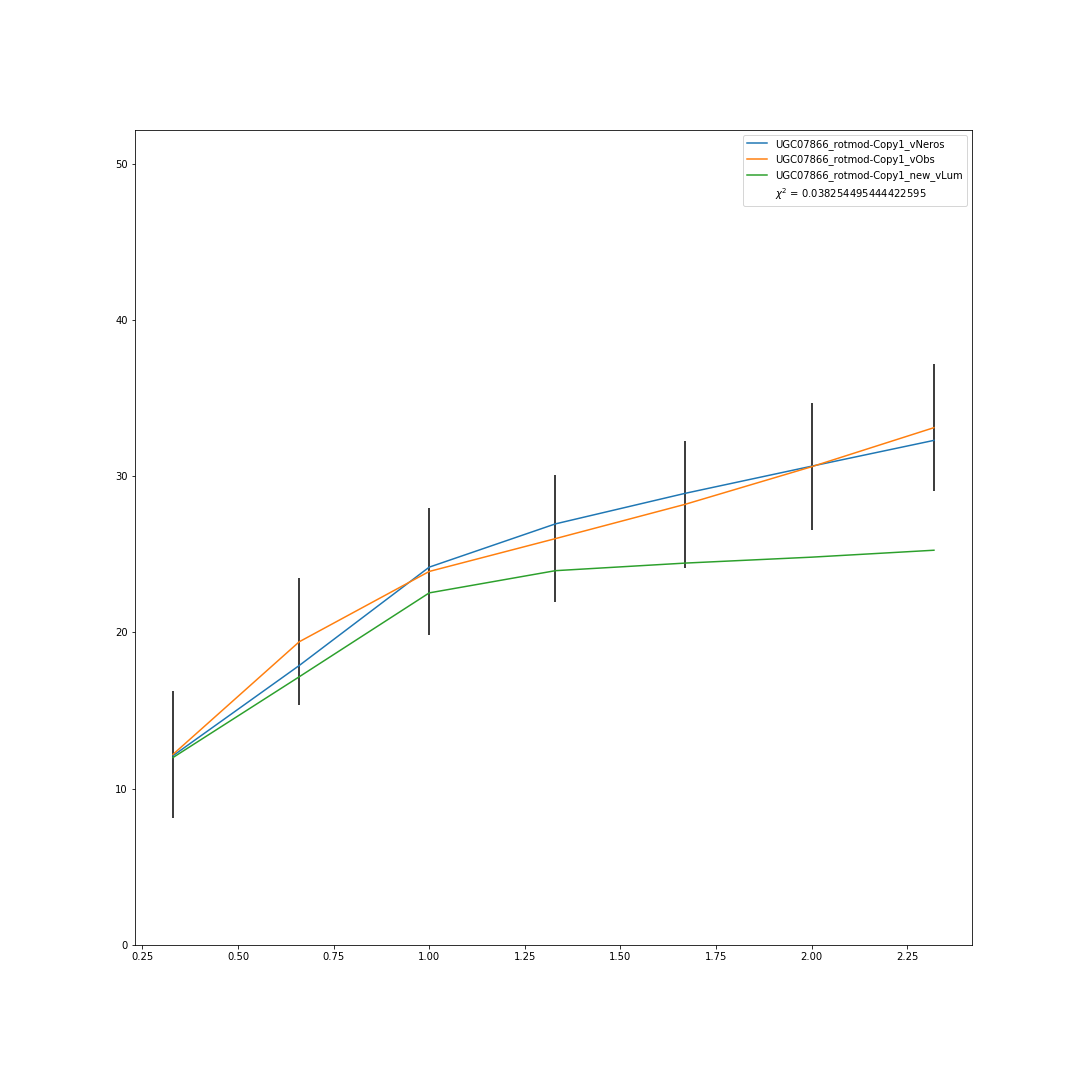 UGC07866_rotmod-Copy1_vNeros
UGC07866_rotmod-Copy1_vObs
UGC07866_rotmod-Copy1_new_vLum
χ² = 0.038254495444422595
50
40
30
20
10
0
0.25 0.50 0.75 1.00 1.25 1.50 1.75 2.00 2.25